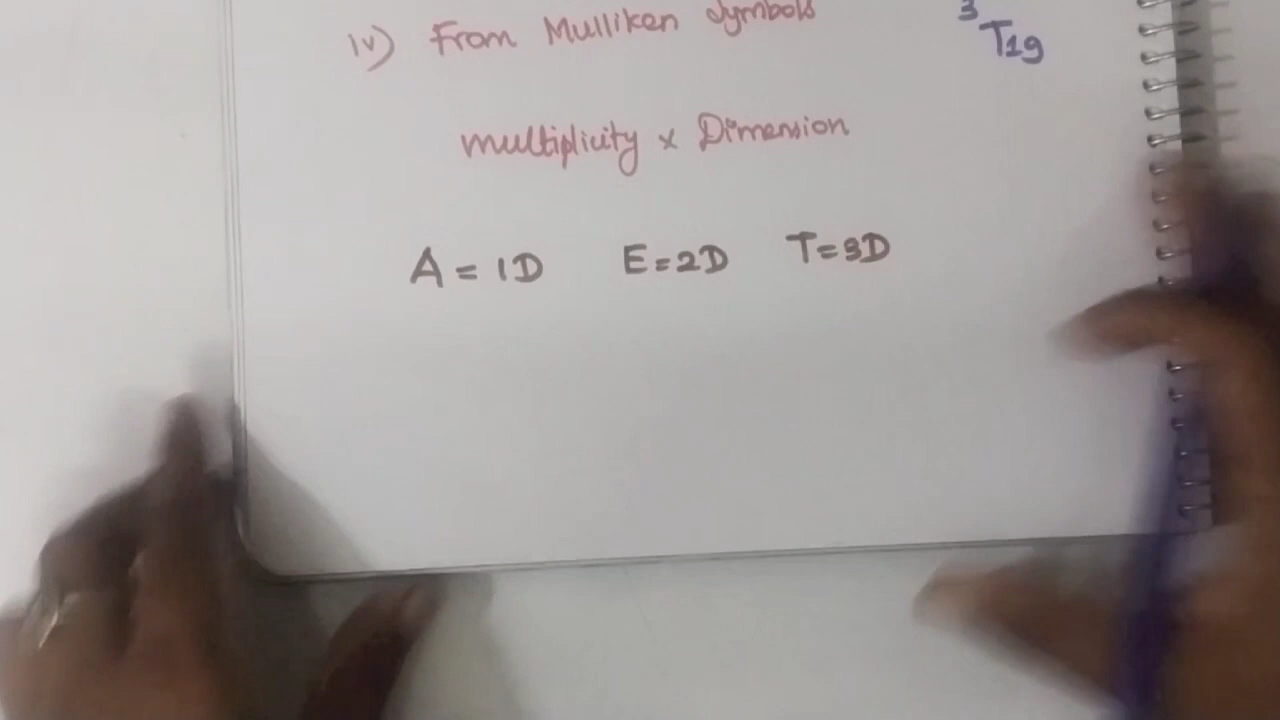 iv) From Mulliken Symbols ³T1g
multiplicity x Dimension
A = 1D E=2D T=3D